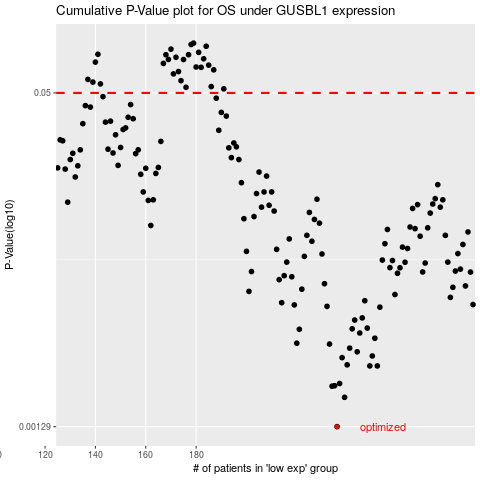 Cumulative P-Value plot for OS under GUSBL1 expression
0.05
P-Value(log10)
0.00129
optimized
0 120 140 160 180
# of patients in 'low exp' group